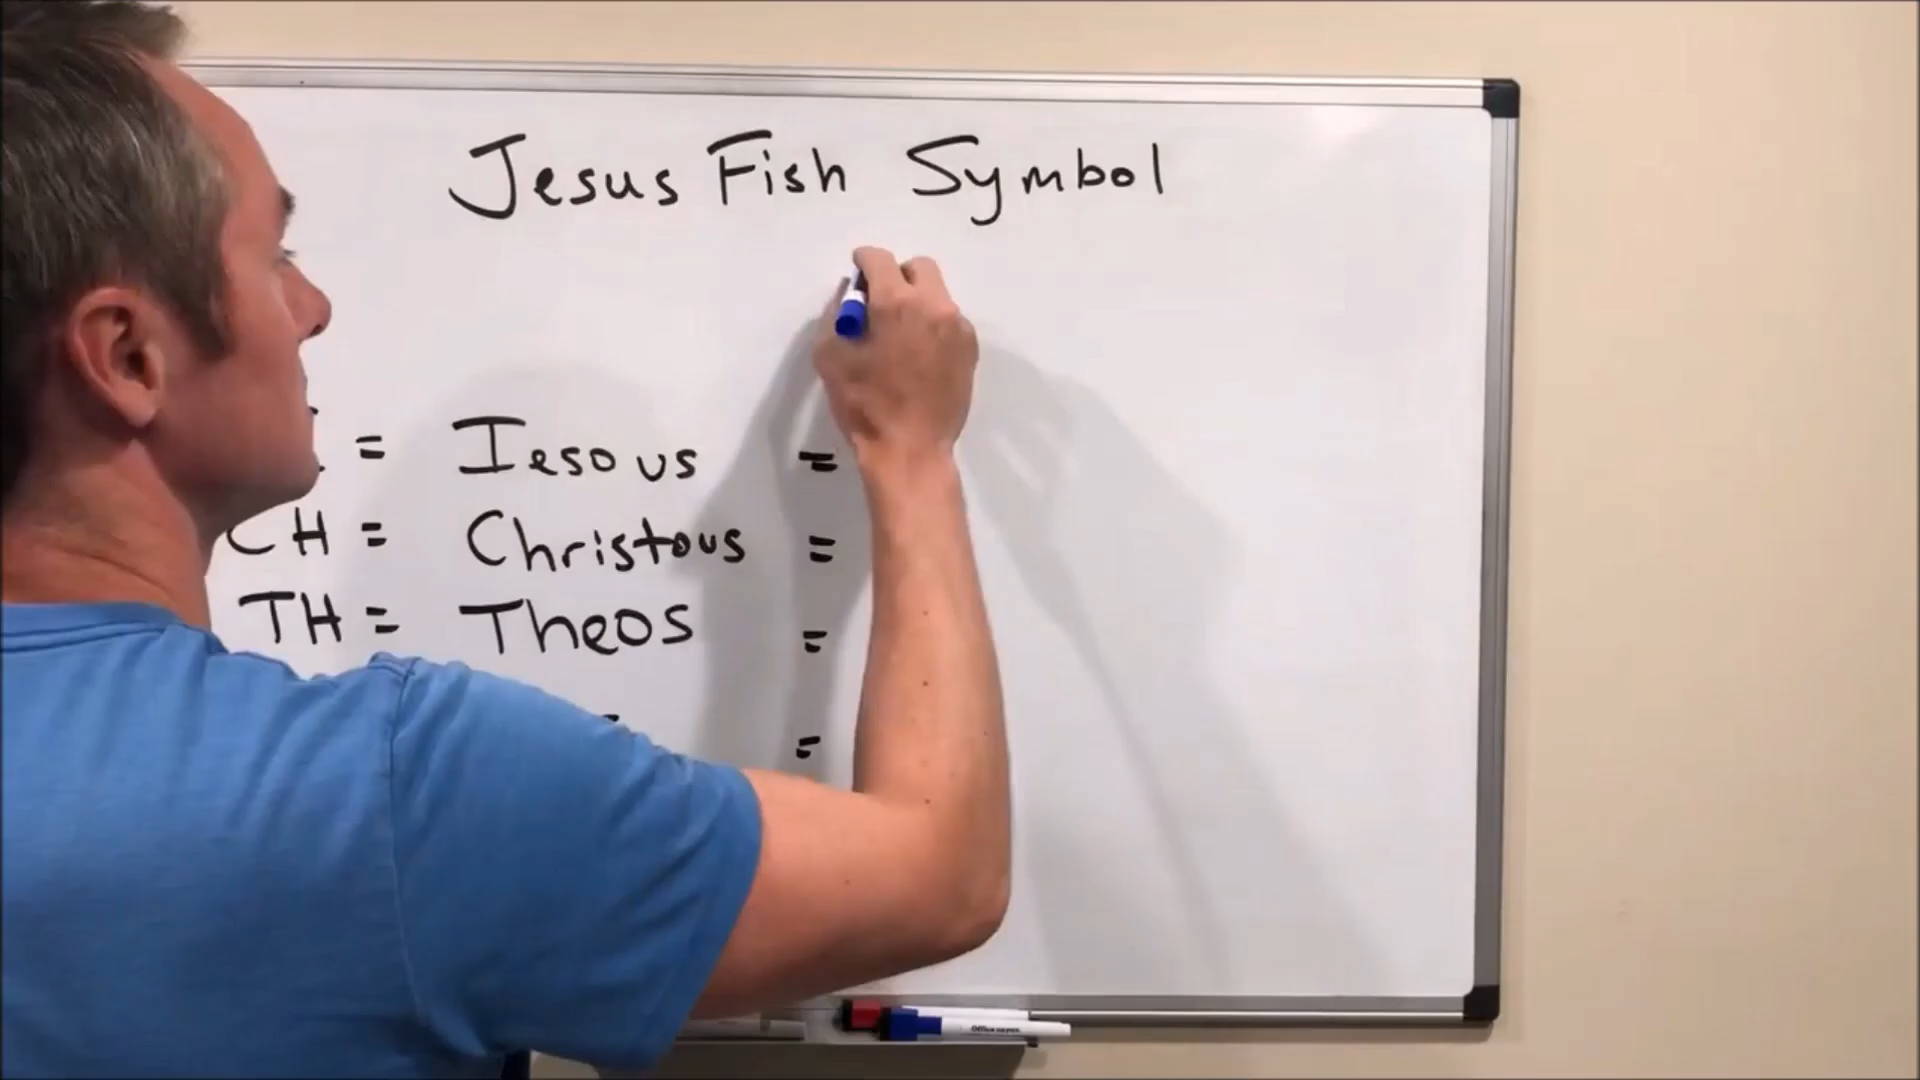 Jesus Fish Symbol
= Iesous =
CH = Christous =
TH = Theos =
=